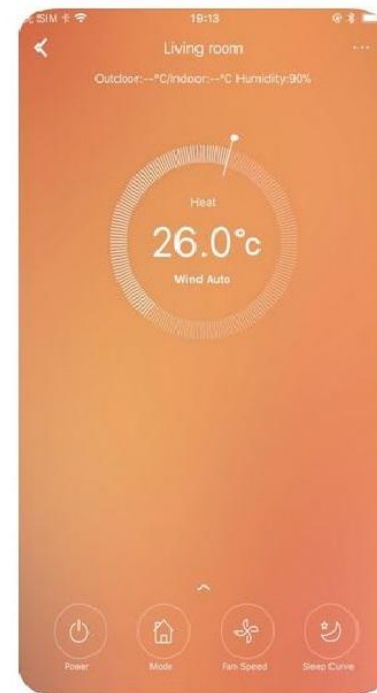 SIM 19:13
Living room
Outdoor:--°C/Indoor:--°C Humidity:90%
Heat
26.0°c
Wind Auto
Power Mode Fan Speed Sleep Curve